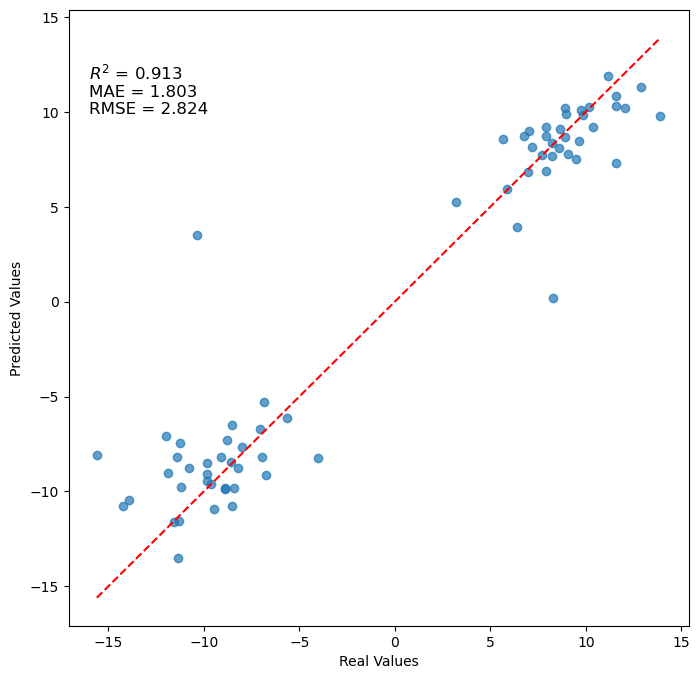 15
10
5
0
−5
−10
−15
R² = 0.913
MAE = 1.803
RMSE = 2.824
Predicted Values
−15 −10 −5 0 5 10 15
Real Values